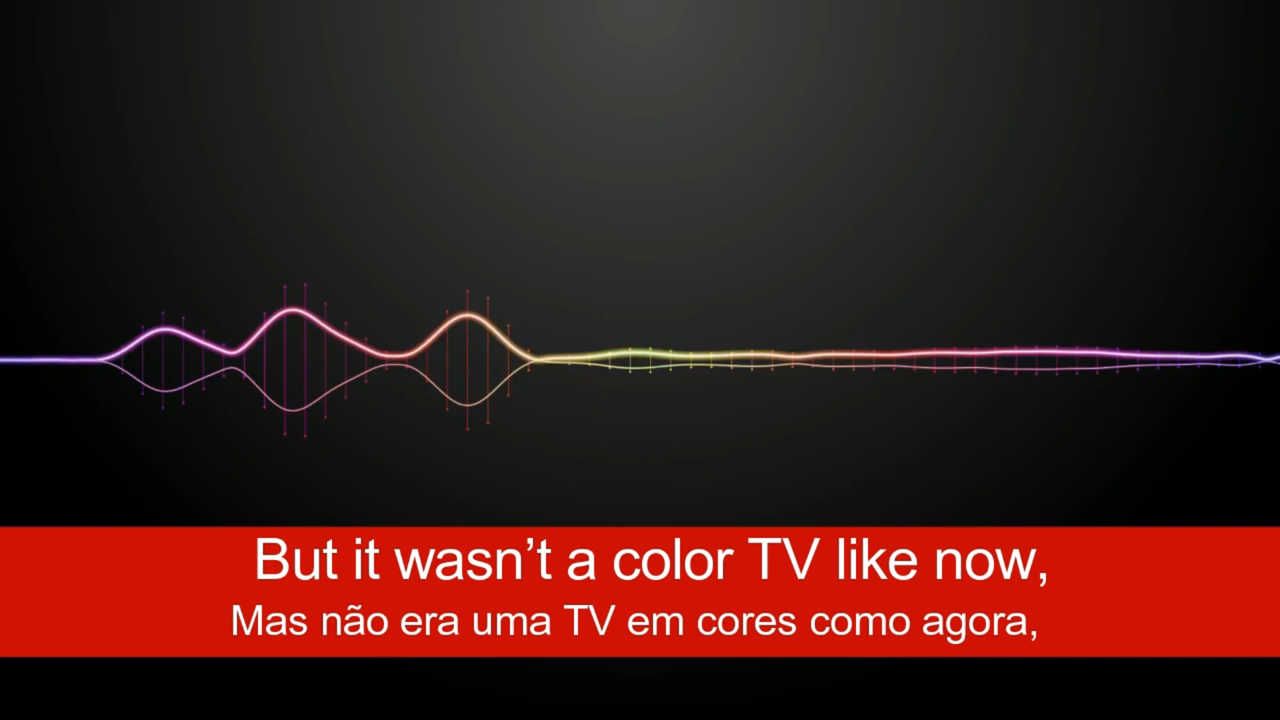 But it wasn’t a color TV like now,
Mas não era uma TV em cores como agora,